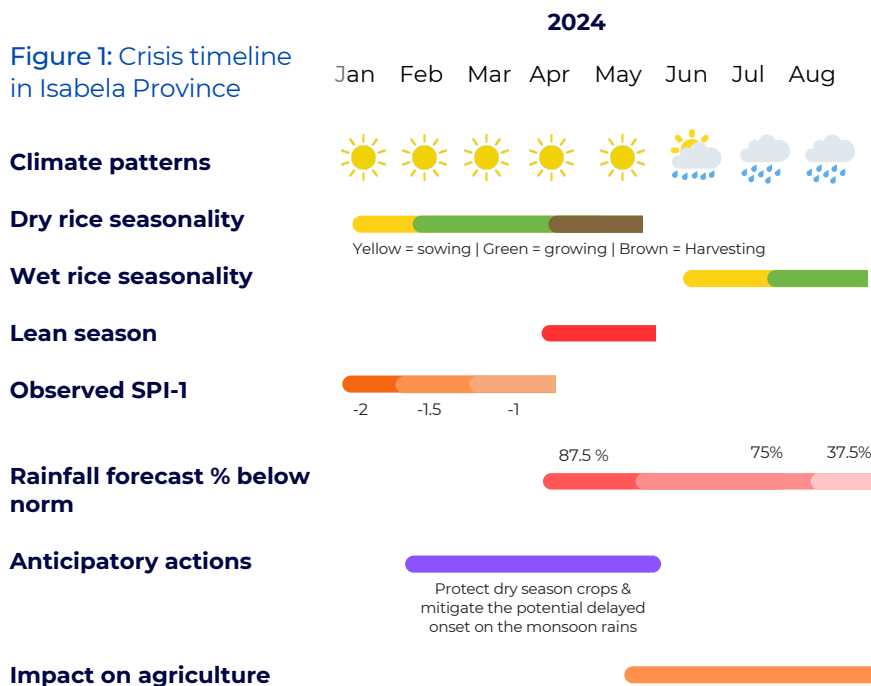 2024
Figure 1: Crisis timeline
in Isabela Province
Jan Feb Mar Apr May Jun Jul Aug
Climate patterns
Dry rice seasonality
Yellow = sowing | Green = growing | Brown = Harvesting
Wet rice seasonality
Lean season
Observed SPI-1
-2 -1.5 -1
87.5 % 75% 37.5%
Rainfall forecast % below
norm
Anticipatory actions
Protect dry season crops &
mitigate the potential delayed
onset on the monsoon rains
Impact on agriculture